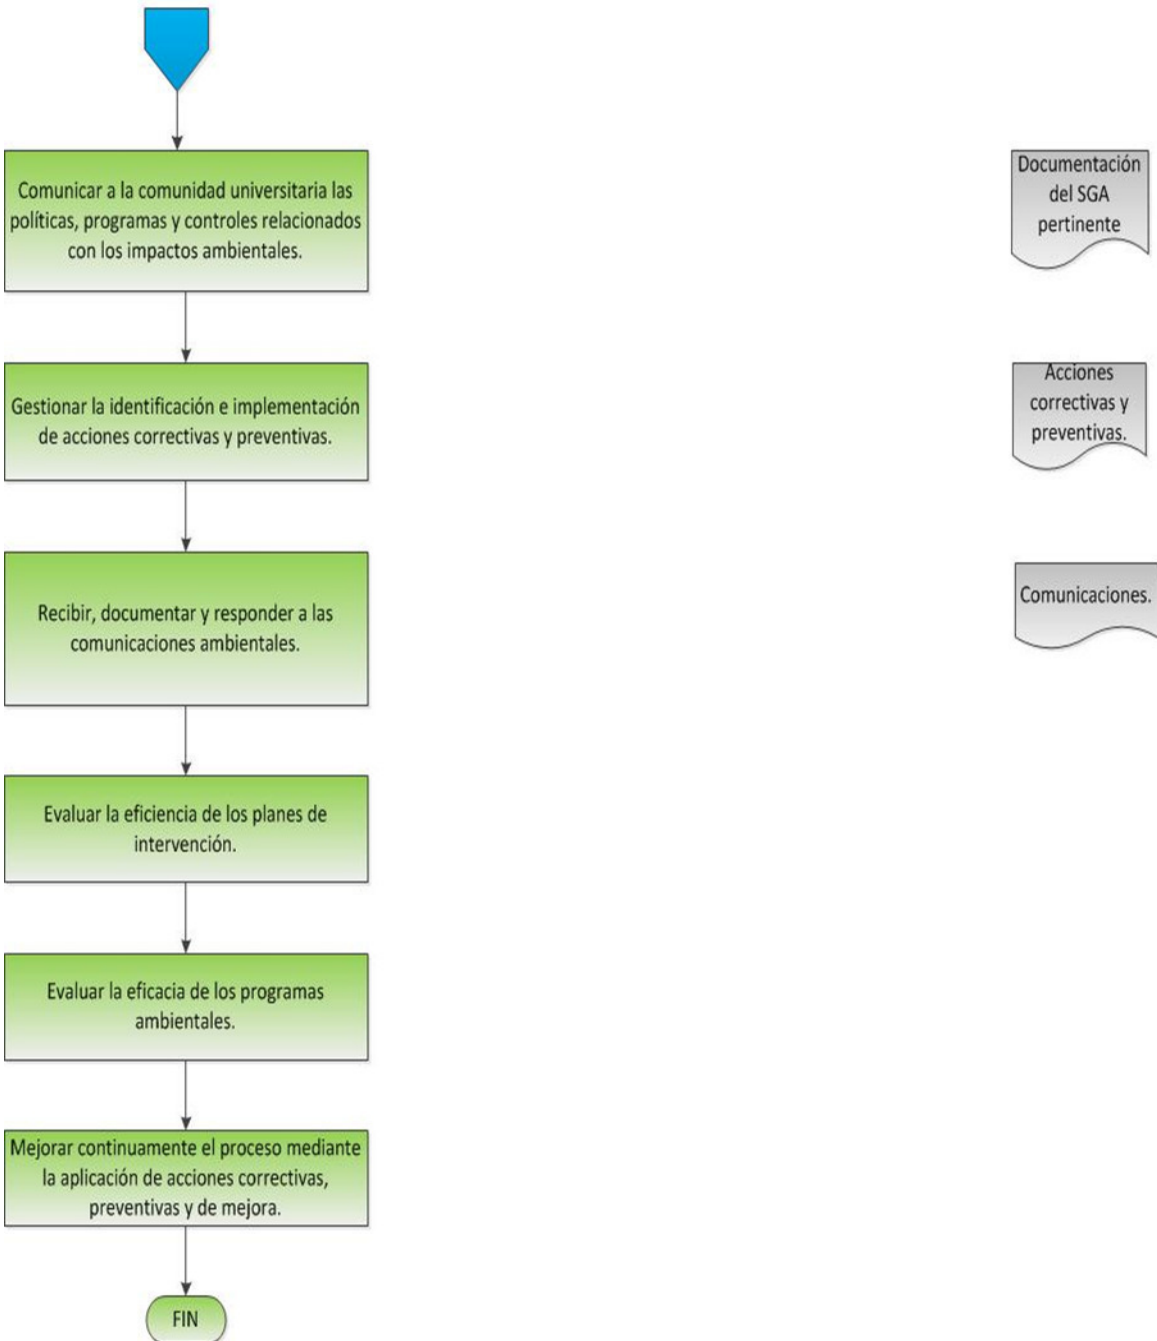 Comunicar a la comunidad universitaria las
políticas, programas y controles relacionados
con los impactos ambientales.
Documentación
del SGA
pertinente
Gestionar la identificación e implementación
de acciones correctivas y preventivas.
Acciones
correctivas y
preventivas.
Recibir, documentar y responder a las
comunicaciones ambientales.
Comunicaciones.
Evaluar la eficiencia de los planes de
intervención.
Evaluar la eficacia de los programas
ambientales.
Mejorar continuamente el proceso mediante
la aplicación de acciones correctivas,
preventivas y de mejora.
FIN